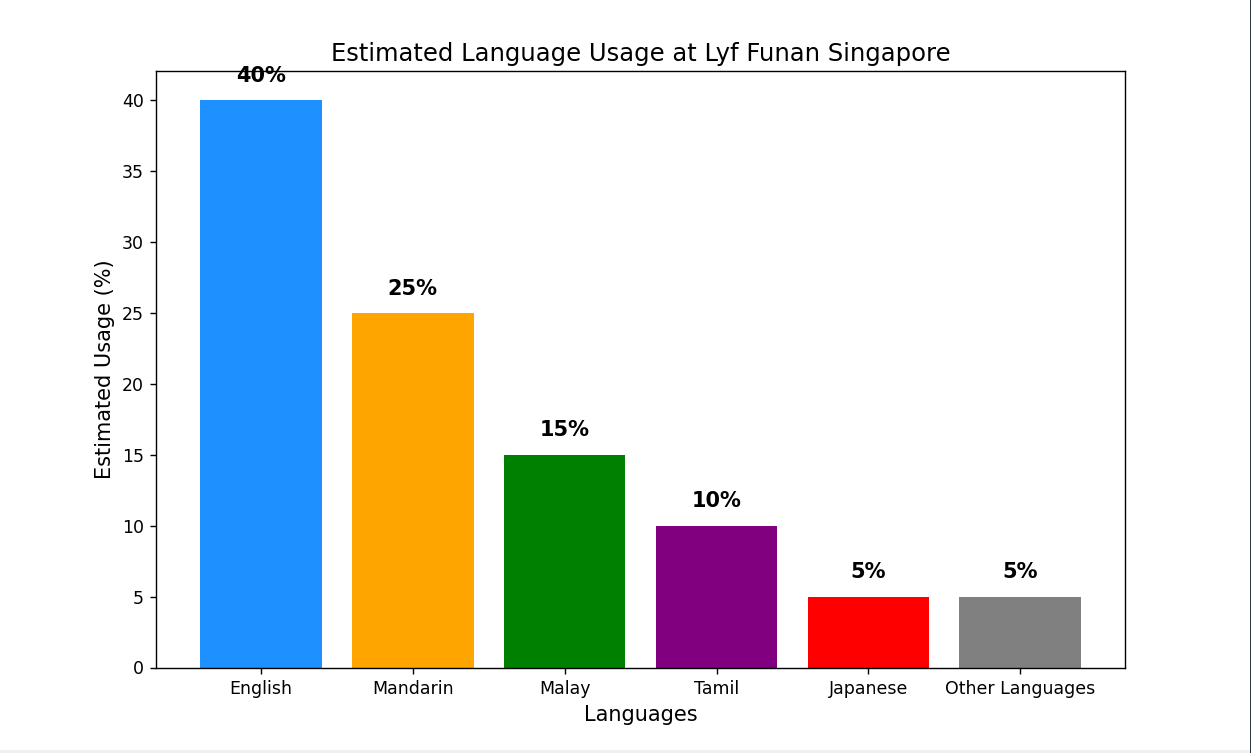 Estimated Language Usage at Lyf Funan Singapore
40%
25%
15%
10%
5%
5%
Estimated Usage (%)
40
35
30
25
20
15
10
5
0
English
Mandarin
Malay
Tamil
Japanese
Other Languages
Languages